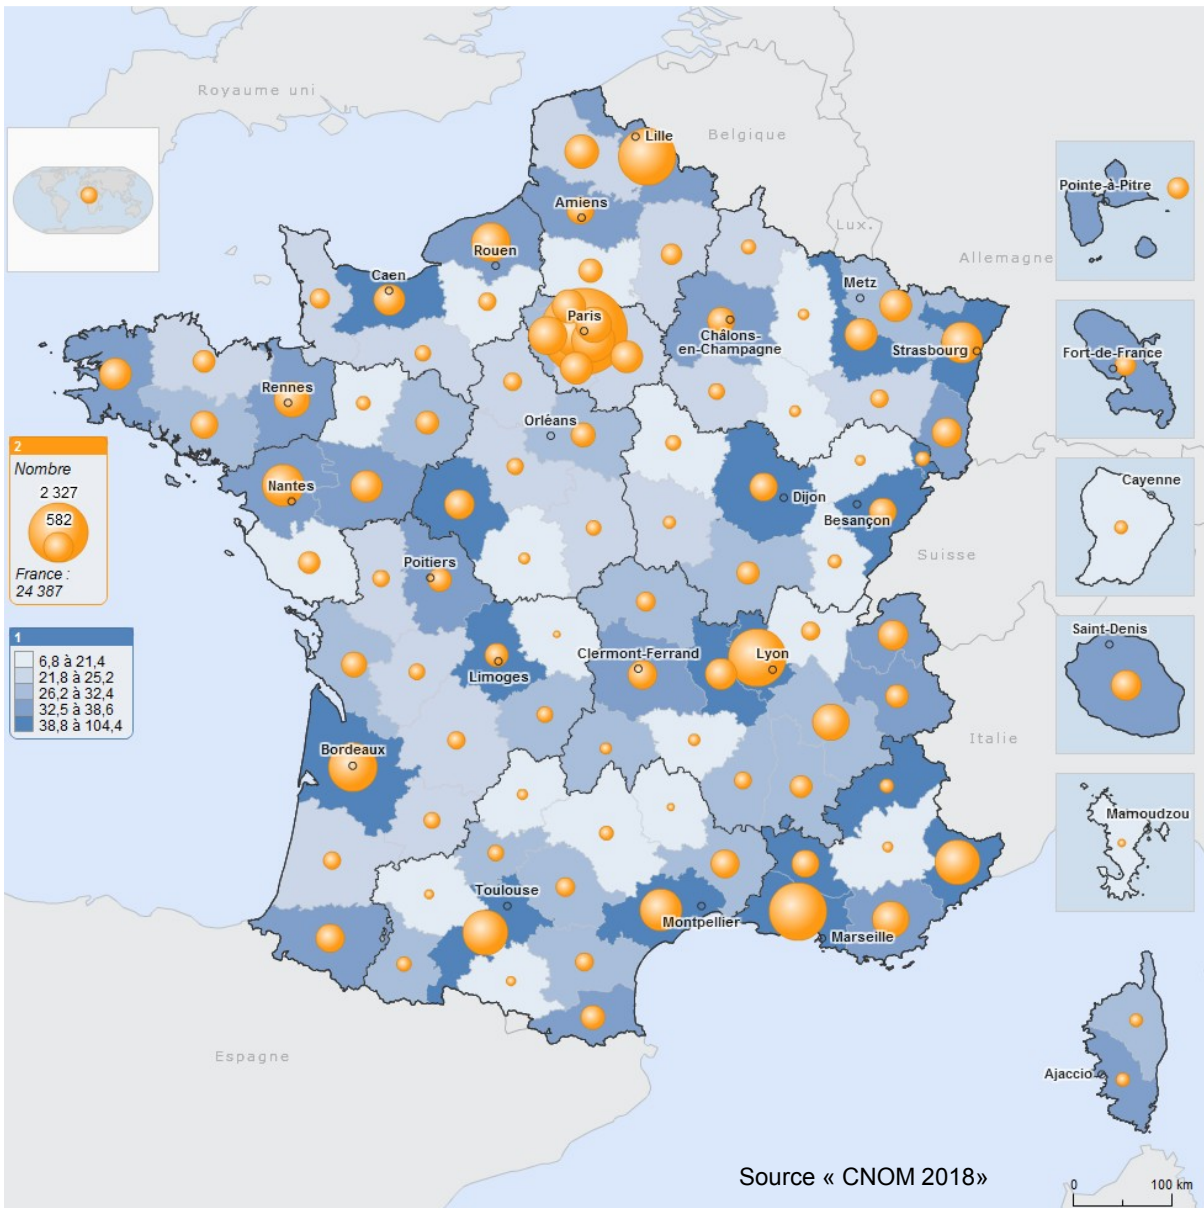 Royaume uni
Belgique
Lille
Amiens
Lux.
Allemagne
Rouen
Caen
Metz
Paris
Châlons-
en-Champagne
Strasbourg
Rennes
Orléans
Nantes
Dijon
Besançon
Suisse
Poitiers
Limoges
Clermont-Ferrand
Lyon
Italie
Bordeaux
Toulouse
Montpellier
Marseille
Espagne
Ajaccio
Pointe-à-Pitre
Fort-de-France
Cayenne
Saint-Denis
Mamoudzou
2
Nombre
2 327
582
France :
24 387
1
6,8 à 21,4
21,8 à 25,2
26,2 à 32,4
32,5 à 38,6
38,8 à 104,4
Source « CNOM 2018»
0 100 km